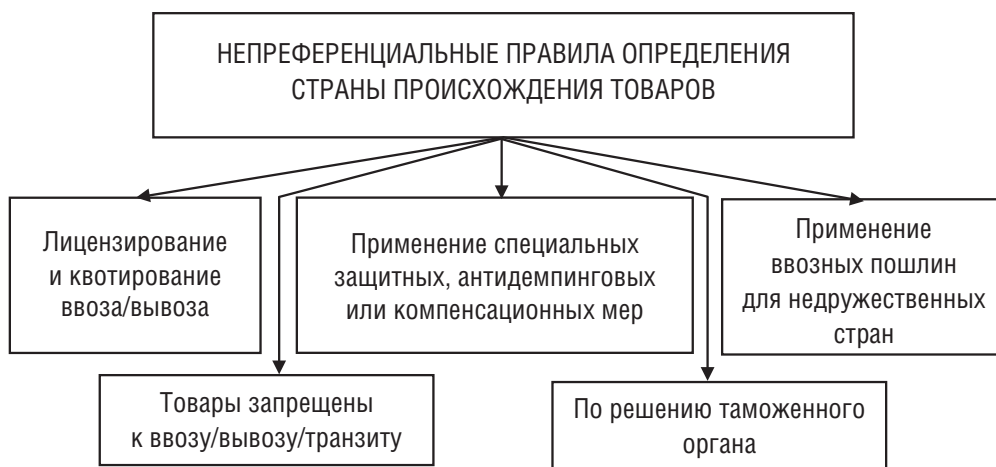 НЕПРЕФЕРЕНЦИАЛЬНЫЕ ПРАВИЛА ОПРЕДЕЛЕНИЯ
СТРАНЫ ПРОИСХОЖДЕНИЯ ТОВАРОВ
Лицензирование
и квотирование
ввоза/вывоза
Применение специальных
защитных, антидемпинговых
или компенсационных мер
Применение
ввозных пошлин
для недружественных
стран
Товары запрещены
к ввозу/вывозу/транзиту
По решению таможенного
органа